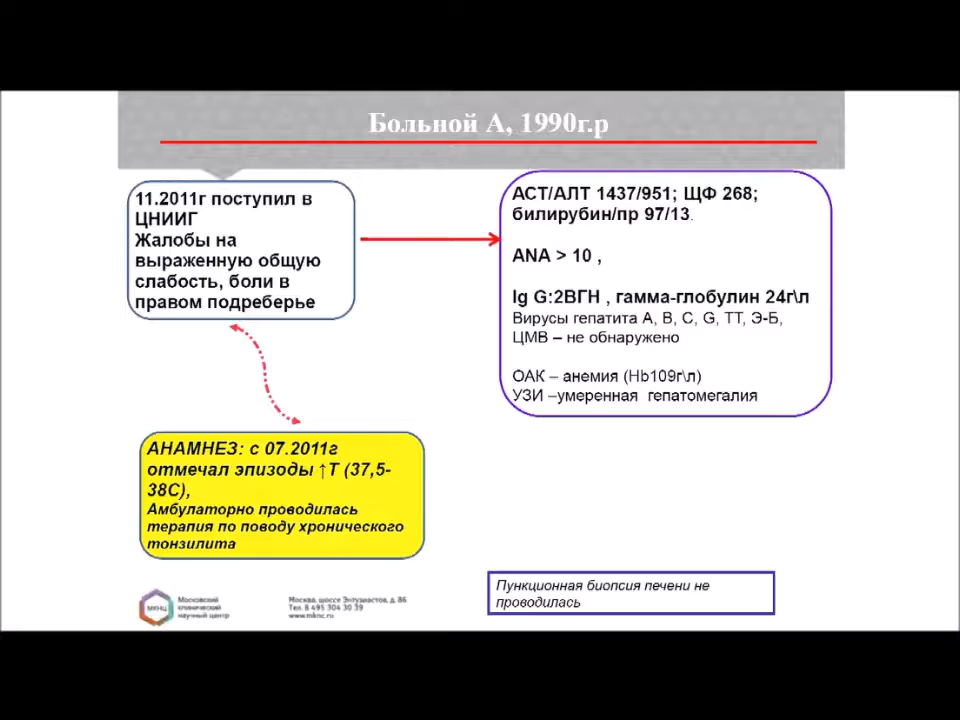 Больной А, 1990г.р
11.2011г поступил в
ЦНИИГ
Жалобы на
выраженную общую
слабость, боли в
правом подреберье
АСТ/АЛТ 1437/951; ЩФ 268;
билирубин/пр 97/13.
ANA > 10 ,
Ig G:2ВГН , гамма-глобулин 24г\л
Вирусы гепатита А, В, С, G, ТТ, Э-Б,
ЦМВ – не обнаружено
ОАК – анемия (Hb109г\л)
УЗИ –умеренная гепатомегалия
АНАМНЕЗ: с 07.2011г
отмечал эпизоды ↑Т (37,5-
38С),
Амбулаторно проводилась
терапия по поводу хронического
тонзилита
Пункционная биопсия печени не
проводилась
МКНЦ
Московский
клинический
научный центр
Москва, шоссе Энтузиастов, д. 86
Тел. 8 495 304 30 39
www.mknc.ru